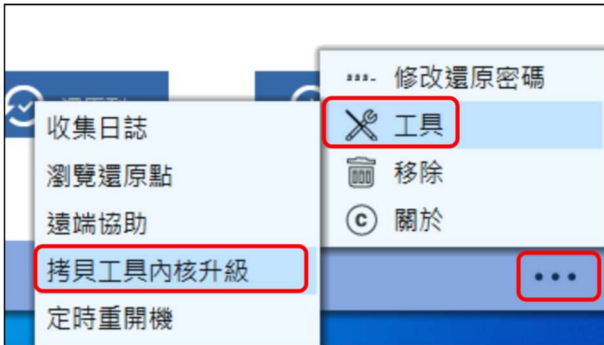 修改還原密碼
工具
移除
關於
收集日誌
瀏覽還原點
遠端協助
拷貝工具內核升級
定時重開機